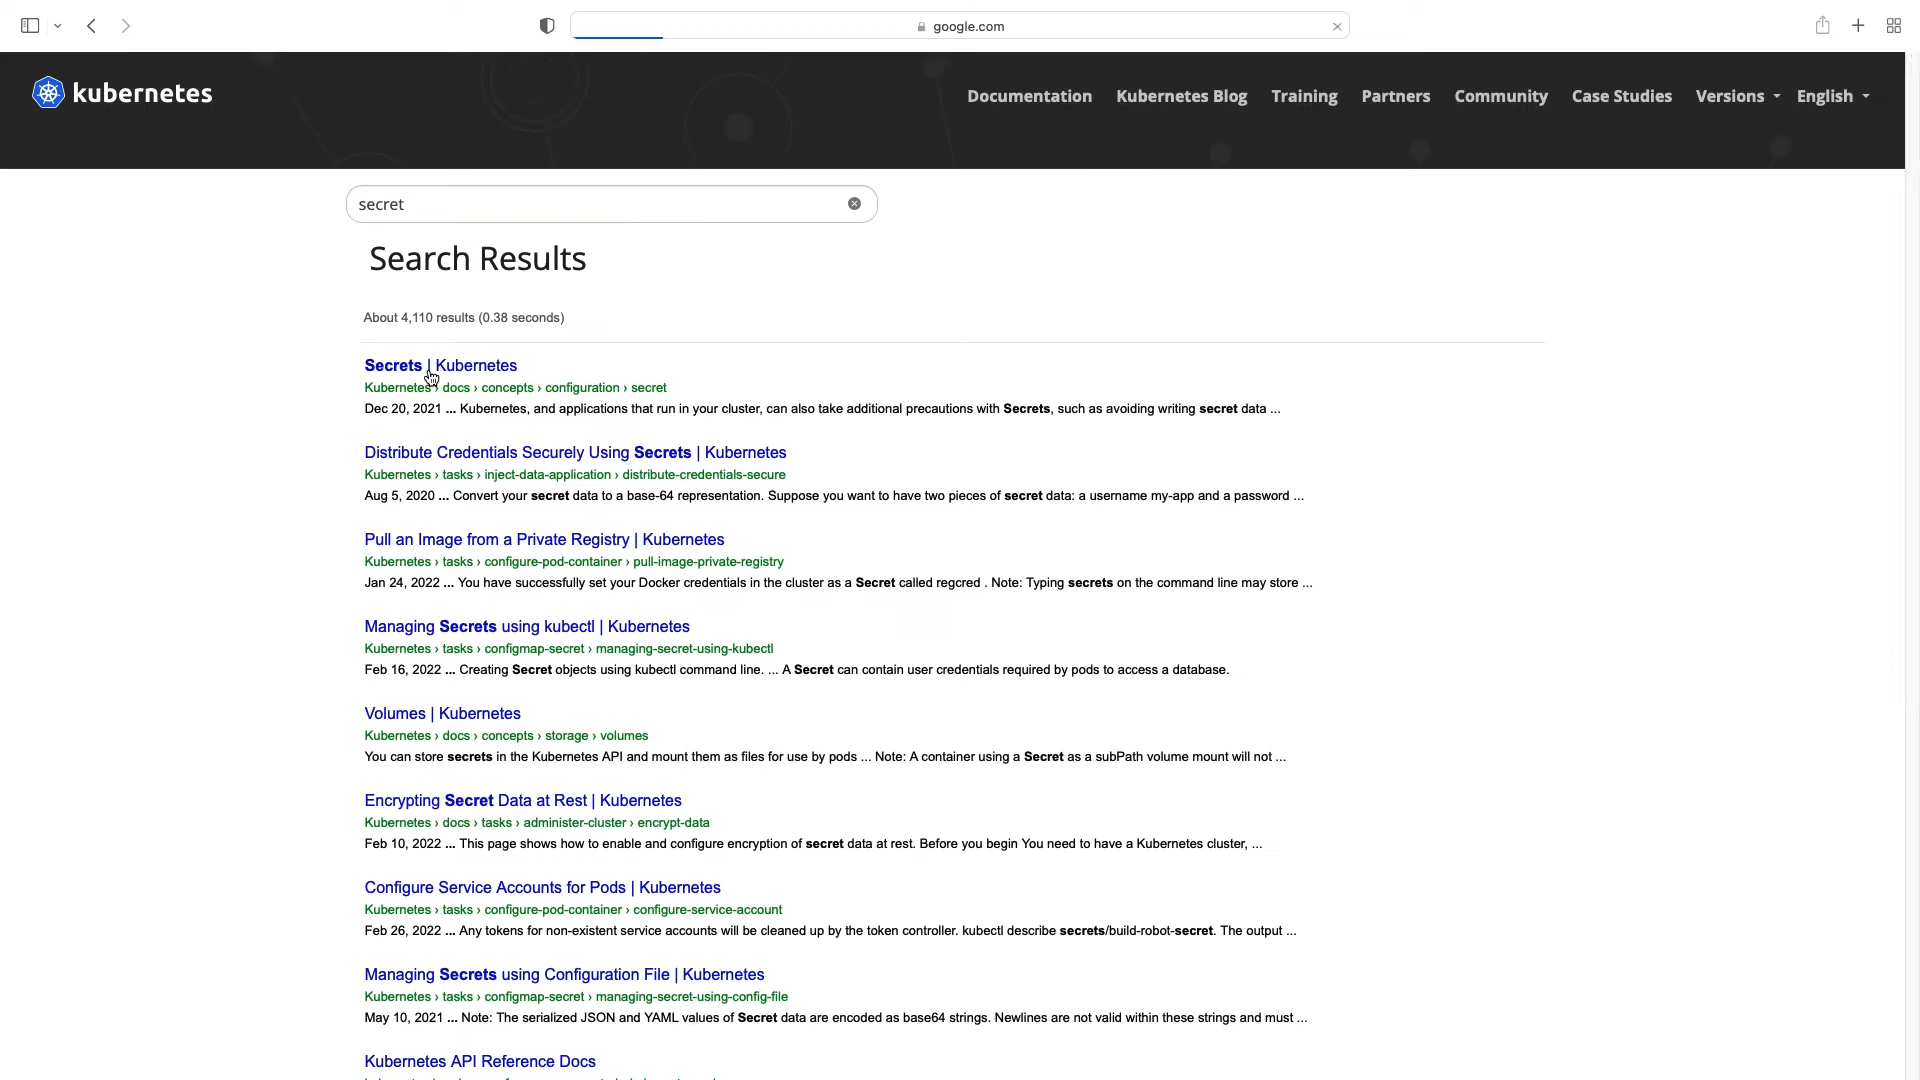 google.com
kubernetes
Documentation Kubernetes Blog Training Partners Community Case Studies Versions English
secret
Search Results
About 4,110 results (0.38 seconds)
Secrets | Kubernetes
Kubernetes › docs › concepts › configuration › secret
Dec 20, 2021 ... Kubernetes, and applications that run in your cluster, can also take additional precautions with Secrets, such as avoiding writing secret data ...
Distribute Credentials Securely Using Secrets | Kubernetes
Kubernetes › tasks › inject-data-application › distribute-credentials-secure
Aug 5, 2020 ... Convert your secret data to a base-64 representation. Suppose you want to have two pieces of secret data: a username my-app and a password ...
Pull an Image from a Private Registry | Kubernetes
Kubernetes › tasks › configure-pod-container › pull-image-private-registry
Jan 24, 2022 ... You have successfully set your Docker credentials in the cluster as a Secret called regcred . Note: Typing secrets on the command line may store ...
Managing Secrets using kubectl | Kubernetes
Kubernetes › tasks › configmap-secret › managing-secret-using-kubectl
Feb 16, 2022 ... Creating Secret objects using kubectl command line. ... A Secret can contain user credentials required by pods to access a database.
Volumes | Kubernetes
Kubernetes › docs › concepts › storage › volumes
You can store secrets in the Kubernetes API and mount them as files for use by pods ... Note: A container using a Secret as a subPath volume mount will not ...
Encrypting Secret Data at Rest | Kubernetes
Kubernetes › docs › tasks › administer-cluster › encrypt-data
Feb 10, 2022 ... This page shows how to enable and configure encryption of secret data at rest. Before you begin You need to have a Kubernetes cluster, ...
Configure Service Accounts for Pods | Kubernetes
Kubernetes › tasks › configure-pod-container › configure-service-account
Feb 26, 2022 ... Any tokens for non-existent service accounts will be cleaned up by the token controller. kubectl describe secrets/build-robot-secret. The output ...
Managing Secrets using Configuration File | Kubernetes
Kubernetes › tasks › configmap-secret › managing-secret-using-config-file
May 10, 2021 ... Note: The serialized JSON and YAML values of Secret data are encoded as base64 strings. Newlines are not valid within these strings and must ...
Kubernetes API Reference Docs